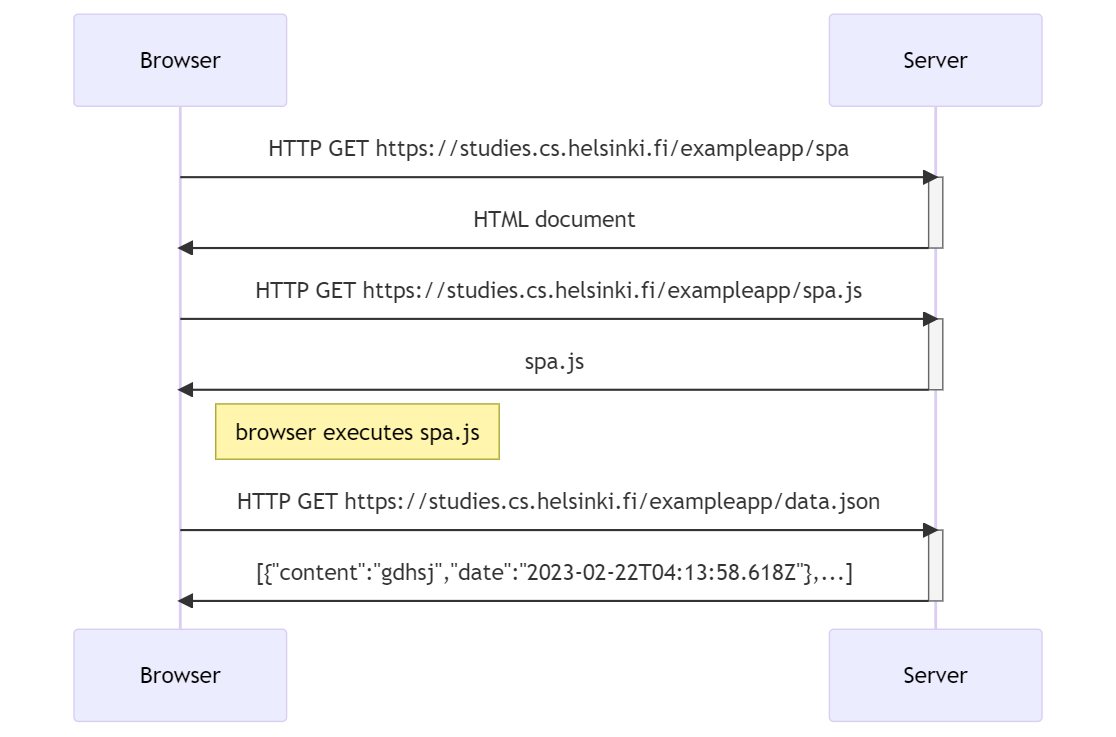 Browser
Server
HTTP GET https://studies.cs.helsinki.fi/exampleapp/spa
HTML document
HTTP GET https://studies.cs.helsinki.fi/exampleapp/spa.js
spa.js
browser executes spa.js
HTTP GET https://studies.cs.helsinki.fi/exampleapp/data.json
[{"content":"gdhsj","date":"2023-02-22T04:13:58.618Z"},...]
Browser
Server